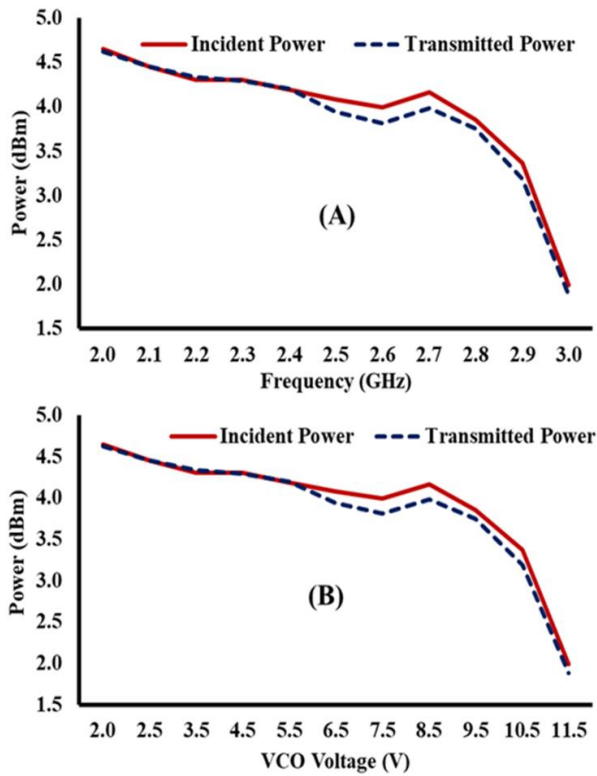 5.0
Incident Power Transmitted Power
4.5
4.0
3.5
3.0
2.5
2.0
1.5
Power (dBm)
(A)
2.0 2.1 2.2 2.3 2.4 2.5 2.6 2.7 2.8 2.9 3.0
Frequency (GHz)
5.0
Incident Power Transmitted Power
4.5
4.0
3.5
3.0
2.5
2.0
1.5
Power (dBm)
(B)
2.0 2.5 3.5 4.5 5.5 6.5 7.5 8.5 9.5 10.5 11.5
VCO Voltage (V)